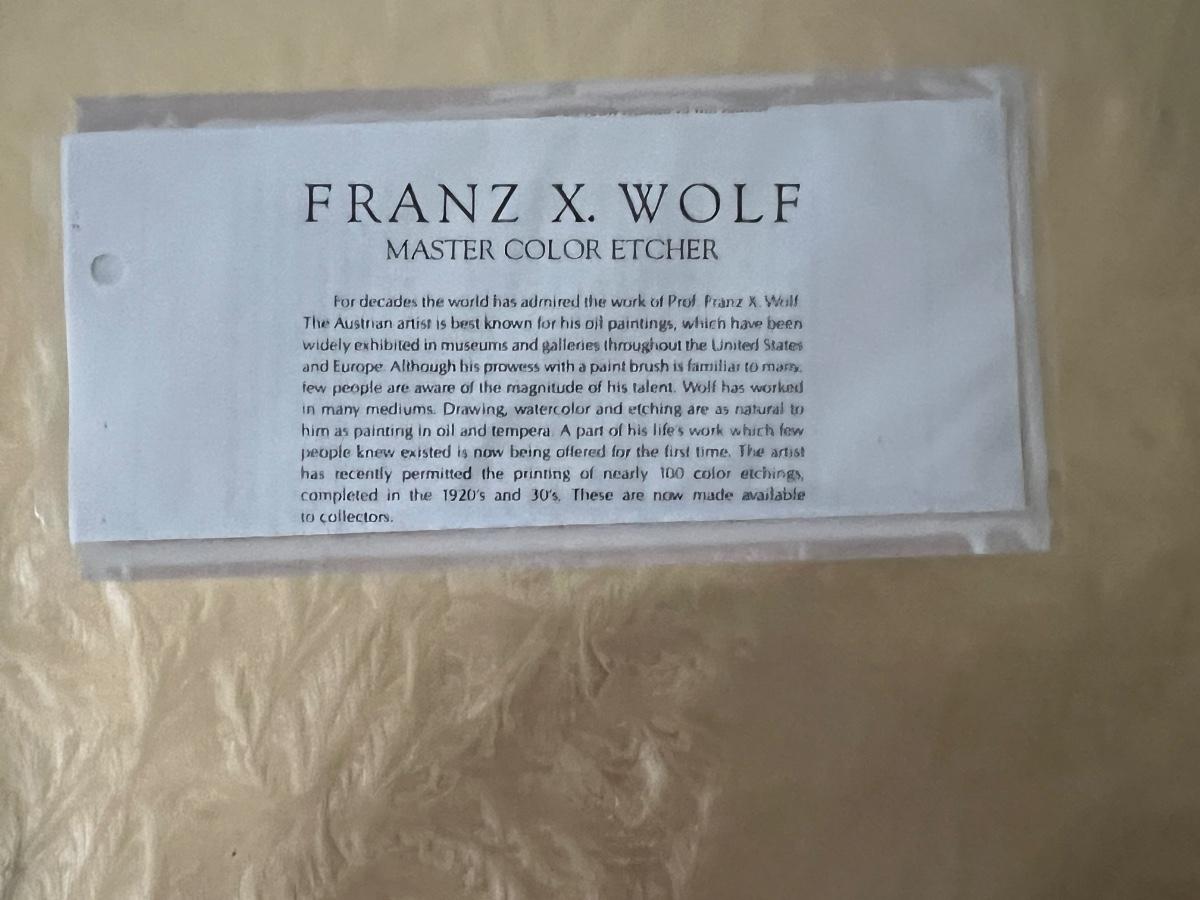 FRANZ X. WOLF
MASTER COLOR ETCHER
For decades the world has admired the work of Prof. Franz X. Wolf.
The Austrian artist is best known for his oil paintings, which have been
widely exhibited in museums and galleries throughout the United States
and Europe. Although his prowess with a paint brush is familiar to many,
few people are aware of the magnitude of his talent. Wolf has worked
in many mediums. Drawing, watercolor and etching are as natural to
him as painting in oil and tempera. A part of his life's work which few
people knew existed is now being offered for the first time. The artist
has recently permitted the printing of nearly 100 color etchings,
completed in the 1920's and 30's. These are now made available
to collectors.